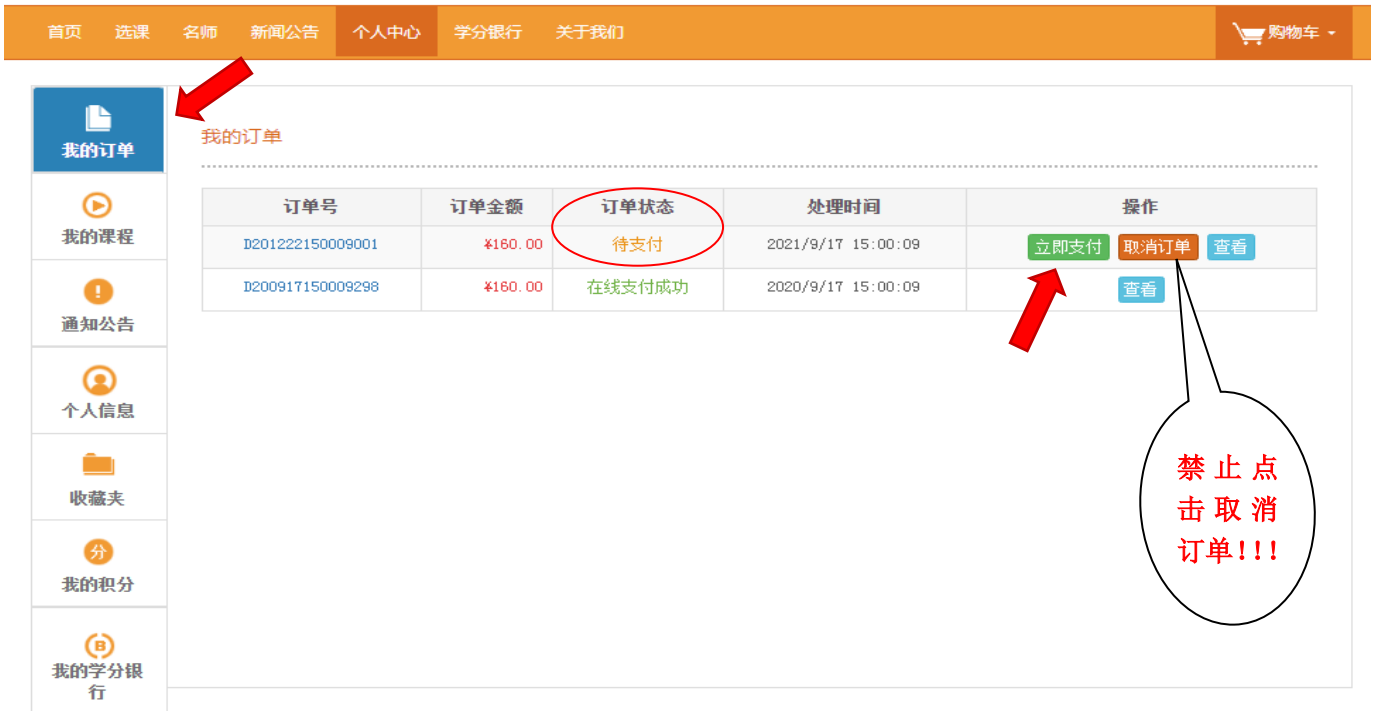 首页 选课 名师 新闻公告 个人中心 学分银行 关于我们 购物车
我的订单
我的课程
通知公告
个人信息
收藏夹
分
我的积分
B
我的学分银
行
我的订单
订单号 订单金额 订单状态 处理时间 操作
D201222150009001 ¥160.00 待支付 2021/9/17 15:00:09 立即支付 取消订单 查看
D200917150009298 ¥160.00 在线支付成功 2020/9/17 15:00:09 查看
禁止点
击取消
订单!!!